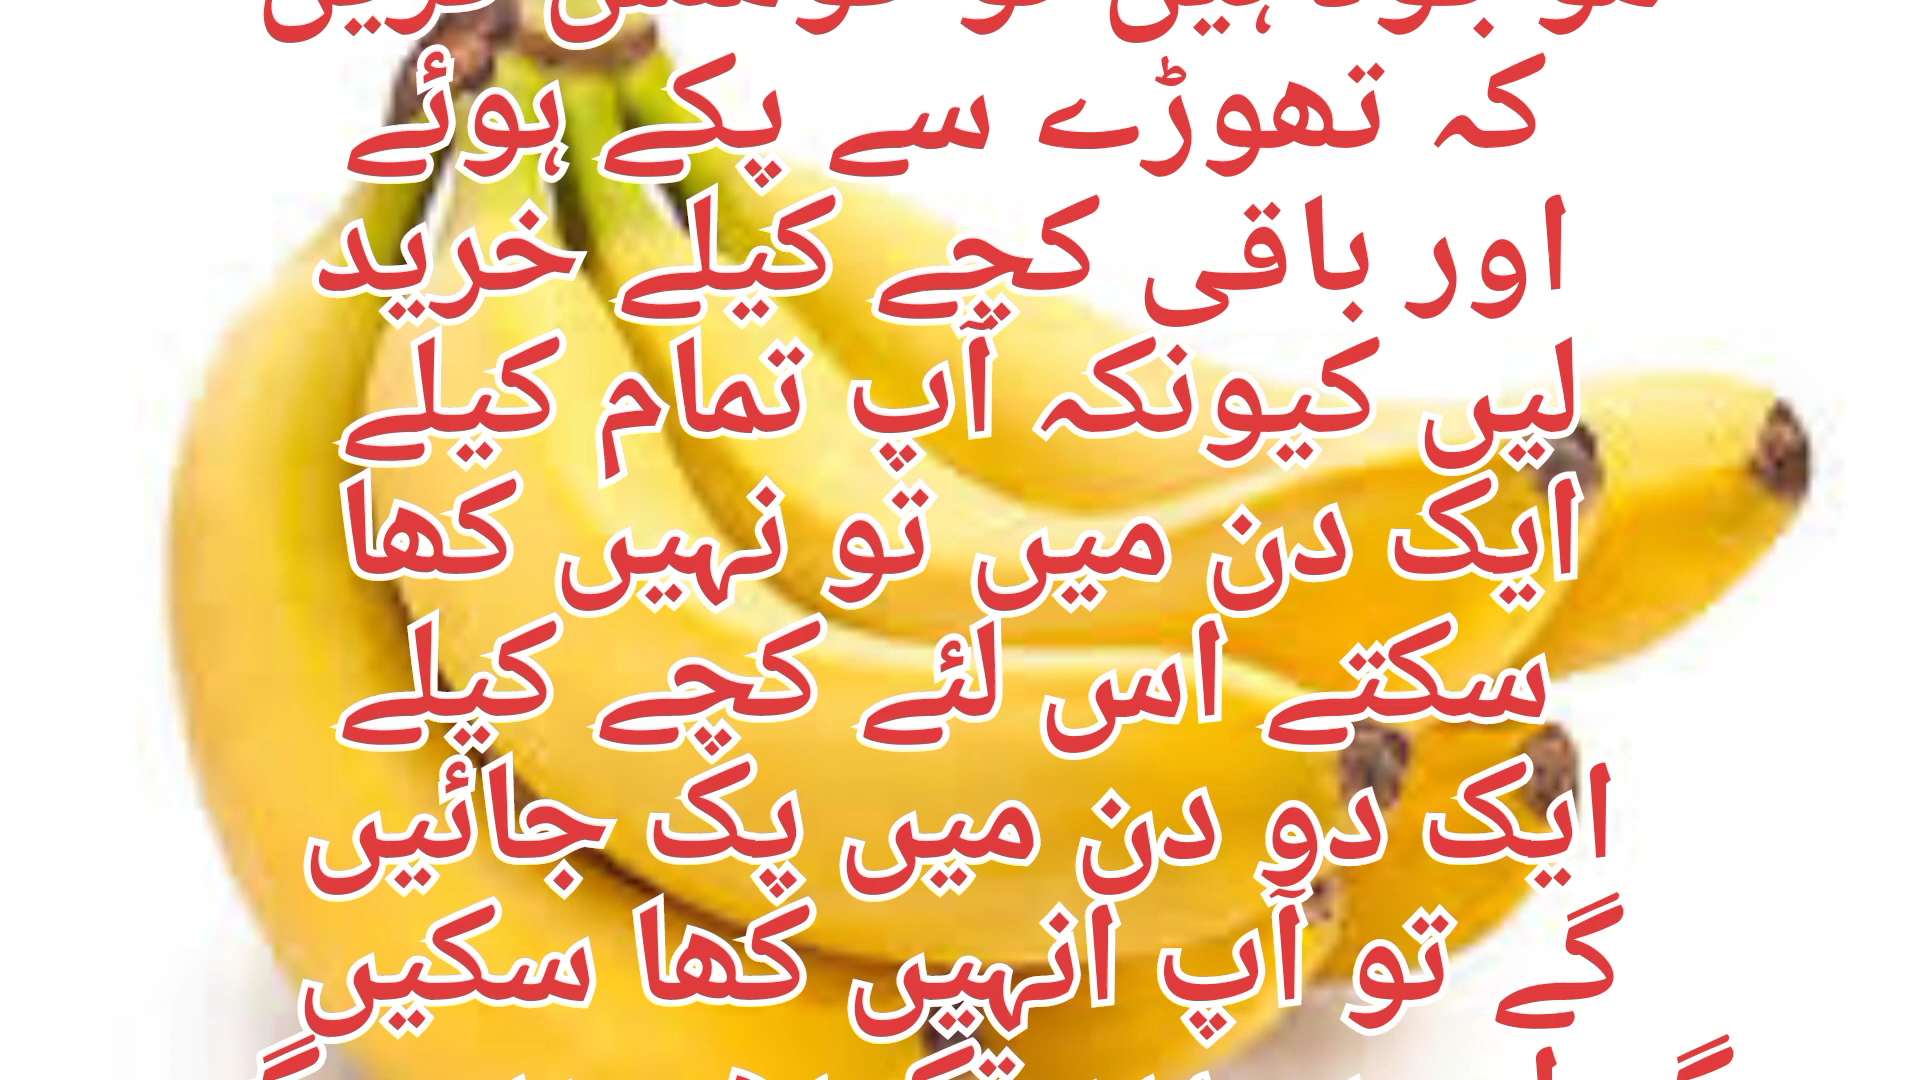 کہ تھوڑے سے پکے ہوئے
اور باقی کچے کیلے خرید
لیں کیونکہ آپ تمام کیلے
ایک دن میں تو نہیں کھا
سکتے اس لئے کچے کیلے
ایک دو دن میں پک جائیں
گے تو آپ انہیں کھا سکیں